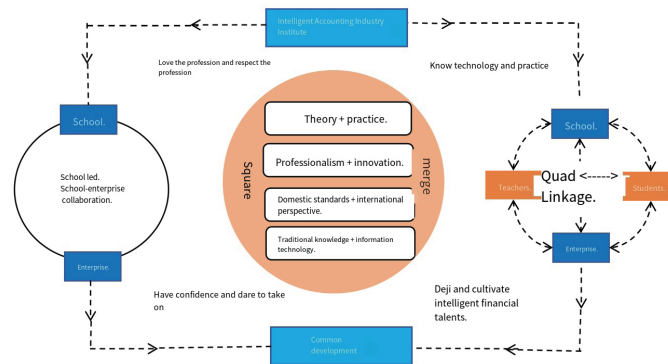 Intelligent Accounting Industry
Institute
Love the profession and respect the
profession
Know technology and practice
School.
Theory + practice.
School.
Professionalism + innovation.
Square
merge
School led.
School-enterprise
collaboration.
Teachers.
Quad
Linkage.
Students.
Domestic standards + international
perspective.
Traditional knowledge + information
technology.
Enterprise.
Enterprise.
Have confidence and dare to take
on
Deji and cultivate
intelligent financial
talents.
Common
development